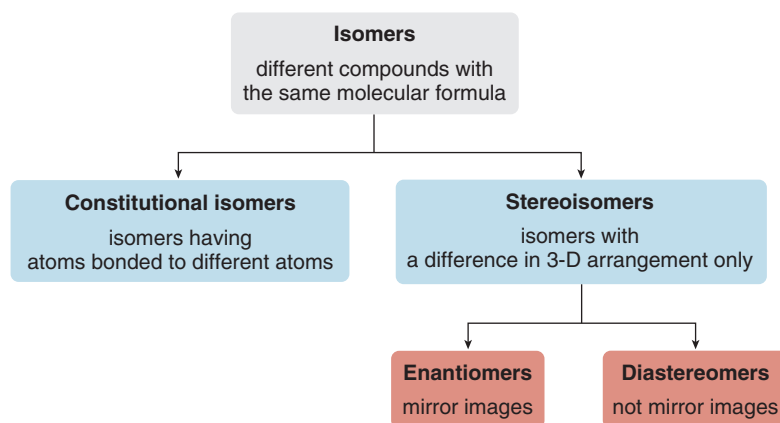 Isomers
different compounds with
the same molecular formula
Constitutional isomers
isomers having
atoms bonded to different atoms
Stereoisomers
isomers with
a difference in 3-D arrangement only
Enantiomers
mirror images
Diastereomers
not mirror images